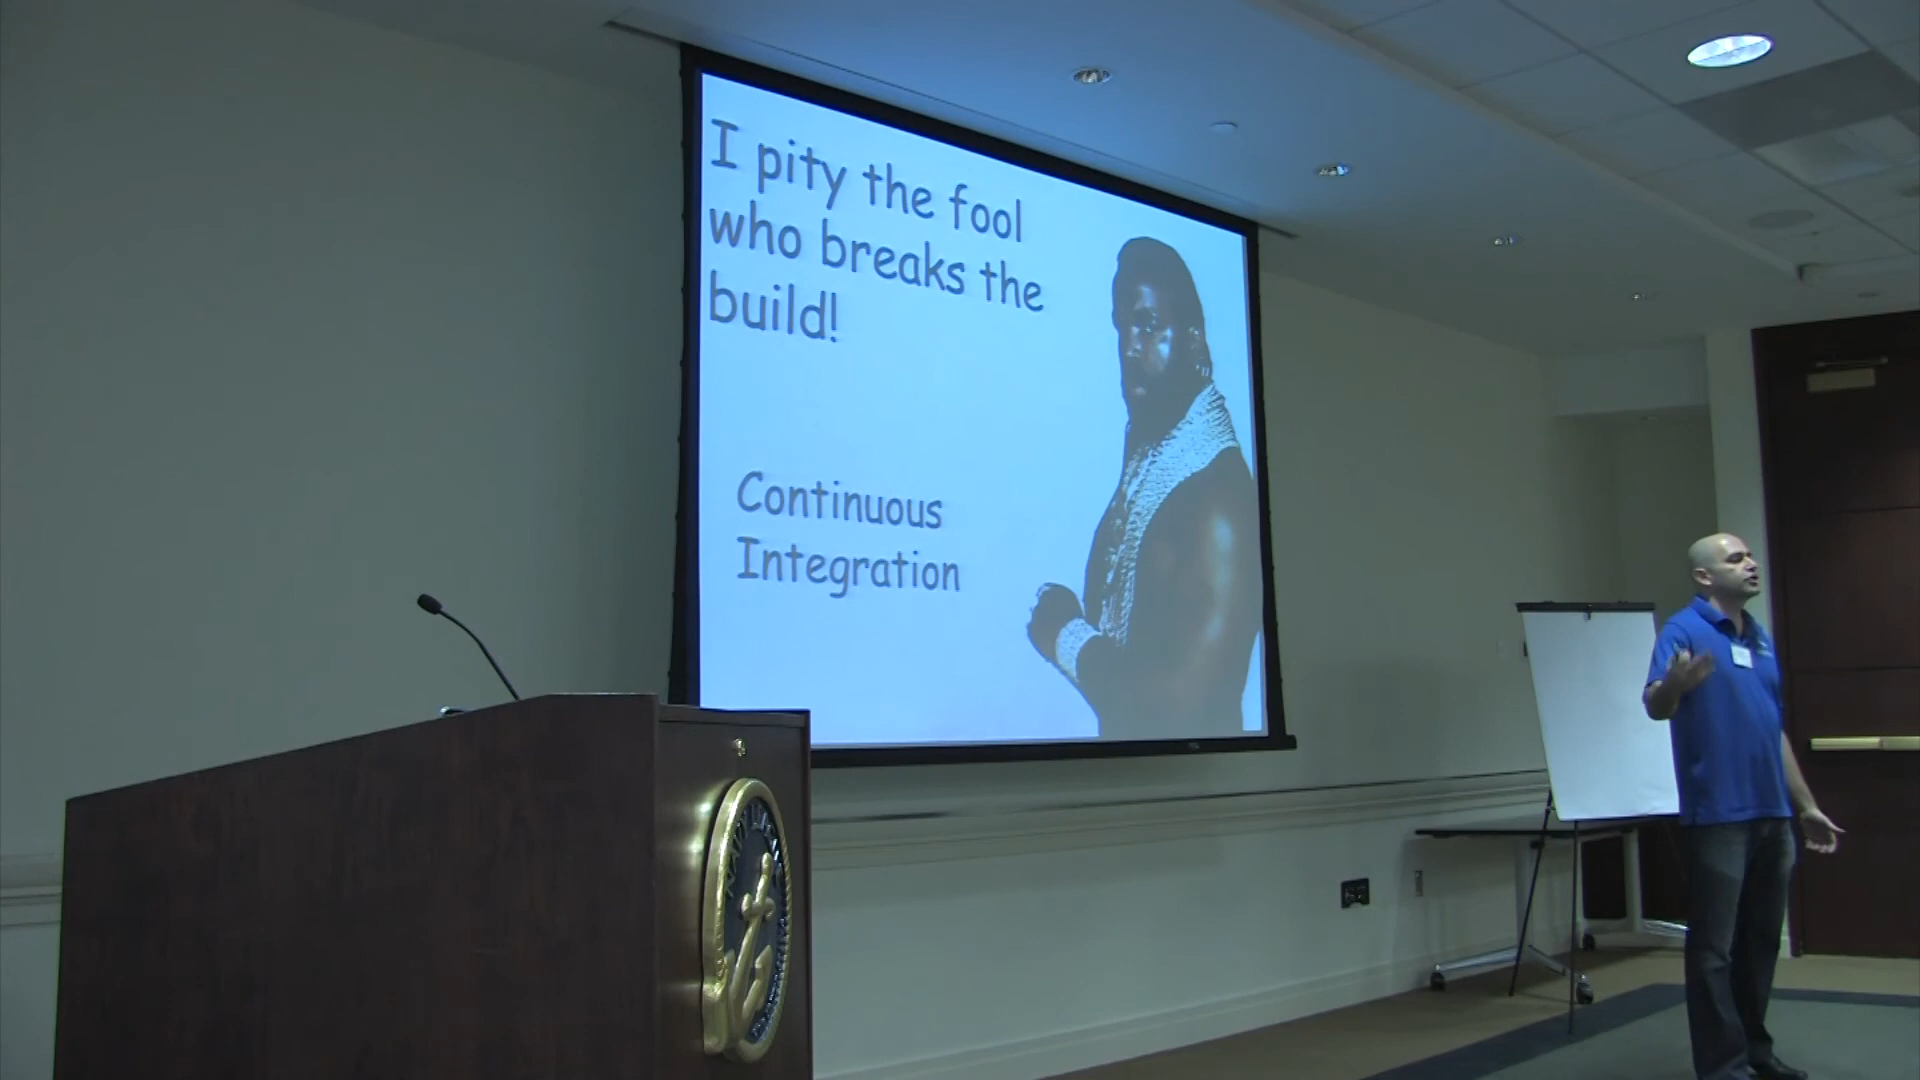 I pity the fool
who breaks the
build!
Continuous
Integration